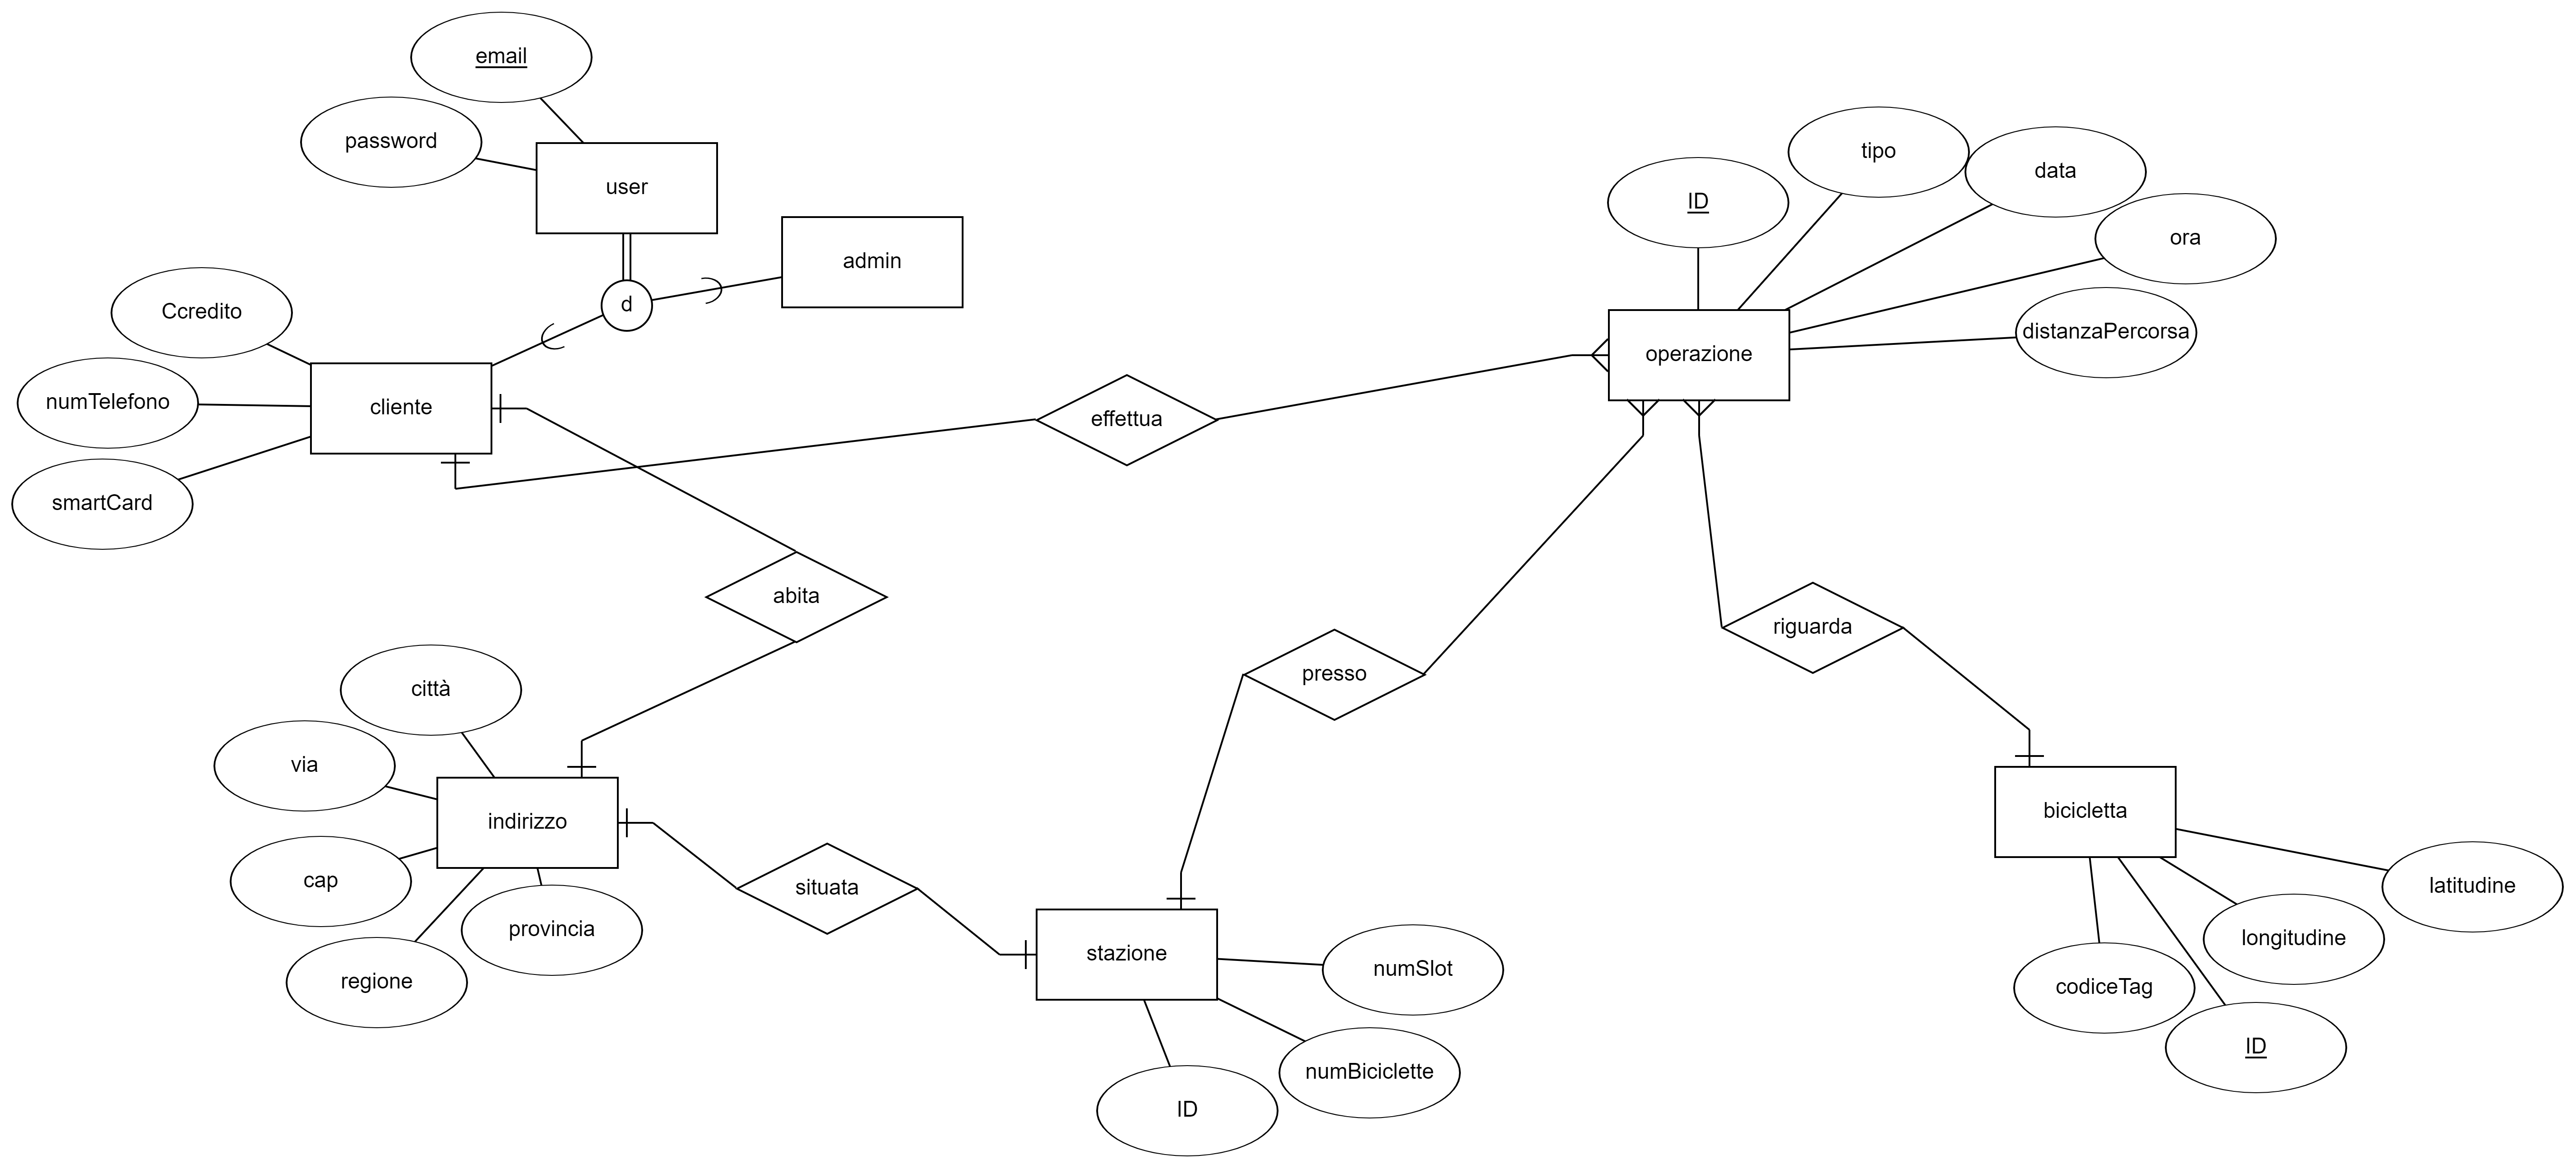 email
password
user
admin
d
Ccredito
numTelefono
smartCard
cliente
effettua
ID
tipo
data
ora
distanzaPercorsa
operazione
abita
presso
riguarda
città
via
cap
regione
provincia
indirizzo
situata
stazione
numSlot
numBiciclette
ID
bicicletta
latitudine
longitudine
codiceTag
ID